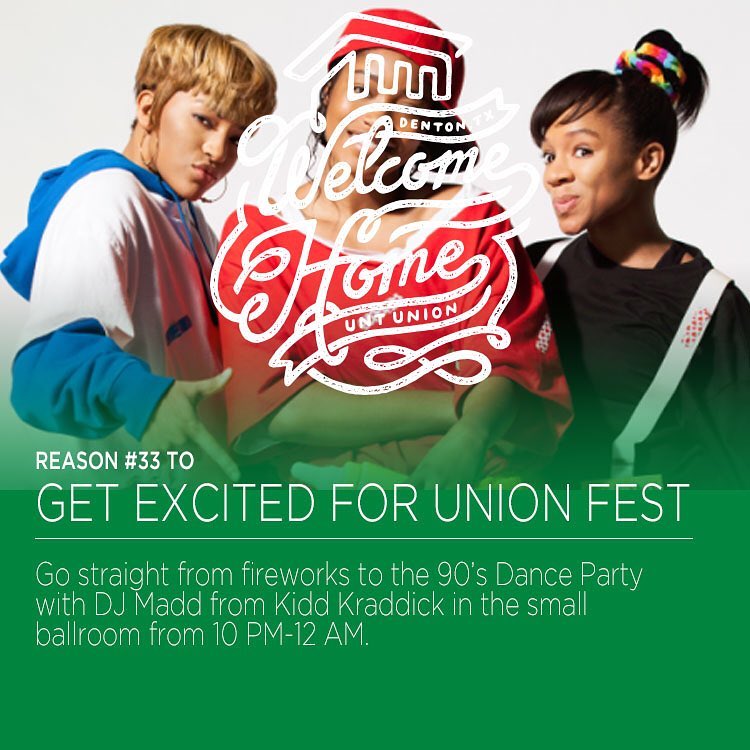 DENTON, TX
Welcome
Home
UNT UNION
REASON #33 TO
GET EXCITED FOR UNION FEST
Go straight from fireworks to the 90's Dance Party
with DJ Madd from Kidd Kraddick in the small
ballroom from 10 PM-12 AM.